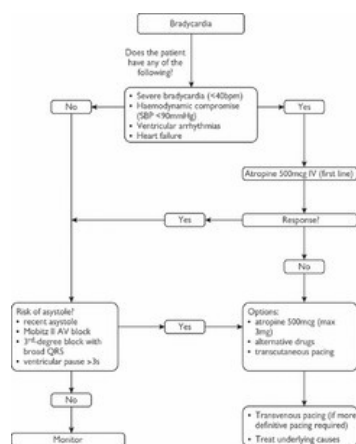 Bradycardia
Does the patient
have any of the
following?
• Severe bradycardia (<40bpm)
• Haemodynamic compromise
(SBP <90mmHg)
• Ventricular arrhythmias
• Heart failure
No
Yes
Atropine 500mcg IV (first line)
Yes
Response?
No
Risk of asystole?
• recent asystole
• Mobitz II AV block
• 3rd-degree block with
broad QRS
• ventricular pause >3s
Yes
Options:
• atropine 500mcg (max
3mg)
• alternative drugs
• transcutaneous pacing
No
Monitor
• Transvenous pacing (if more
definitive pacing required)
• Treat underlying causes